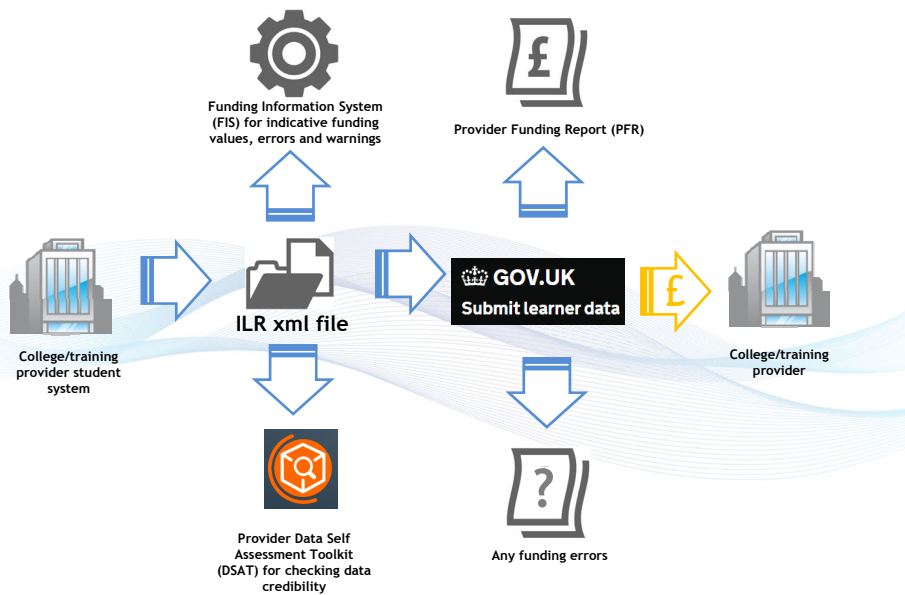 Funding Information System
(FIS) for indicative funding
values, errors and warnings
£
Provider Funding Report (PFR)
College/training
provider student
system
ILR xml file
GOV.UK
Submit learner data
£
College/training
provider
Provider Data Self
Assessment Toolkit
(DSAT) for checking data
credibility
?
Any funding errors